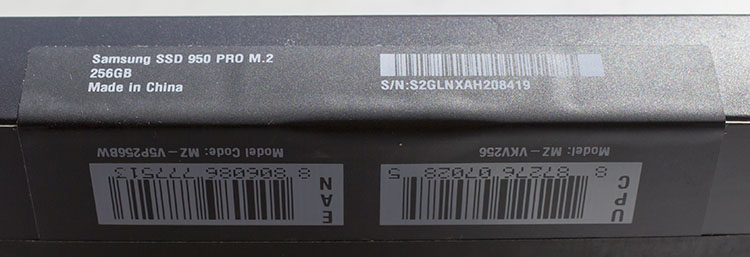 Samsung SSD 950 PRO M.2
256GB
Made in China
S/N:S2GLNXAH208419
Model Code: MZ-V5P256BW
EAN
8 806086 777513
Model: MZ-VKV256
UPC
8 87276 07028 5